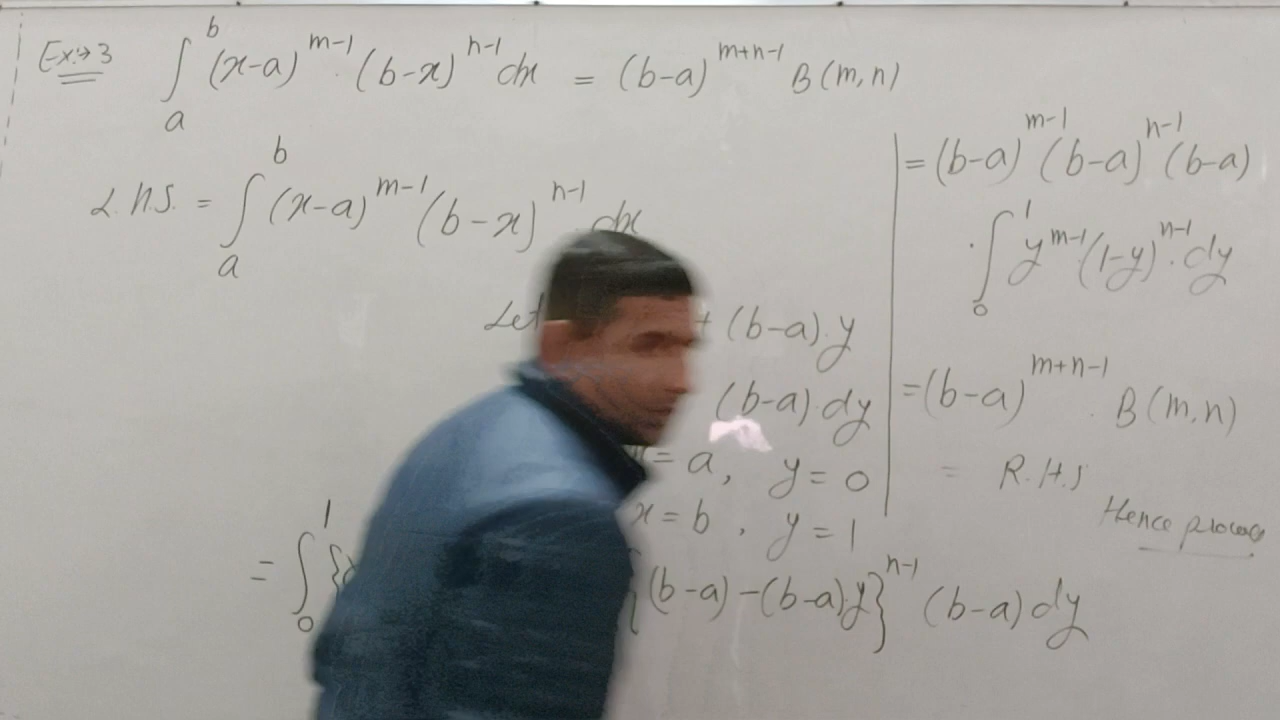 Ex:→ 3 ∫_a^b (x-a)^{m-1} · (b-x)^{n-1} dx = (b-a)^{m+n-1} B(m,n)
L.H.S. = ∫_a^b (x-a)^{m-1} (b-x)^{n-1} · dx
Let + (b-a).y
(b-a).dy
= a, y = 0
x = b , y = 1
= ∫_0^1 { {(b-a) -(b-a)y}^{n-1} (b-a) dy
= (b-a)^{m-1} (b-a)^{n-1} (b-a)
· ∫_0^1 y^{m-1} (1-y)^{n-1} . dy
= (b-a)^{m+n-1} . B(m,n)
= R.H.S
Hence